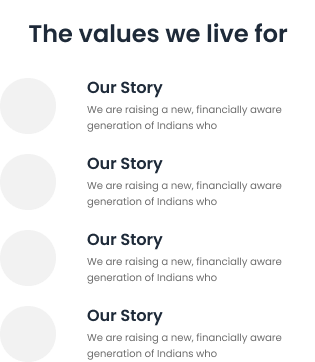 The values we live for
Our Story
We are raising a new, financially aware
generation of Indians who
Our Story
We are raising a new, financially aware
generation of Indians who
Our Story
We are raising a new, financially aware
generation of Indians who
Our Story
We are raising a new, financially aware
generation of Indians who